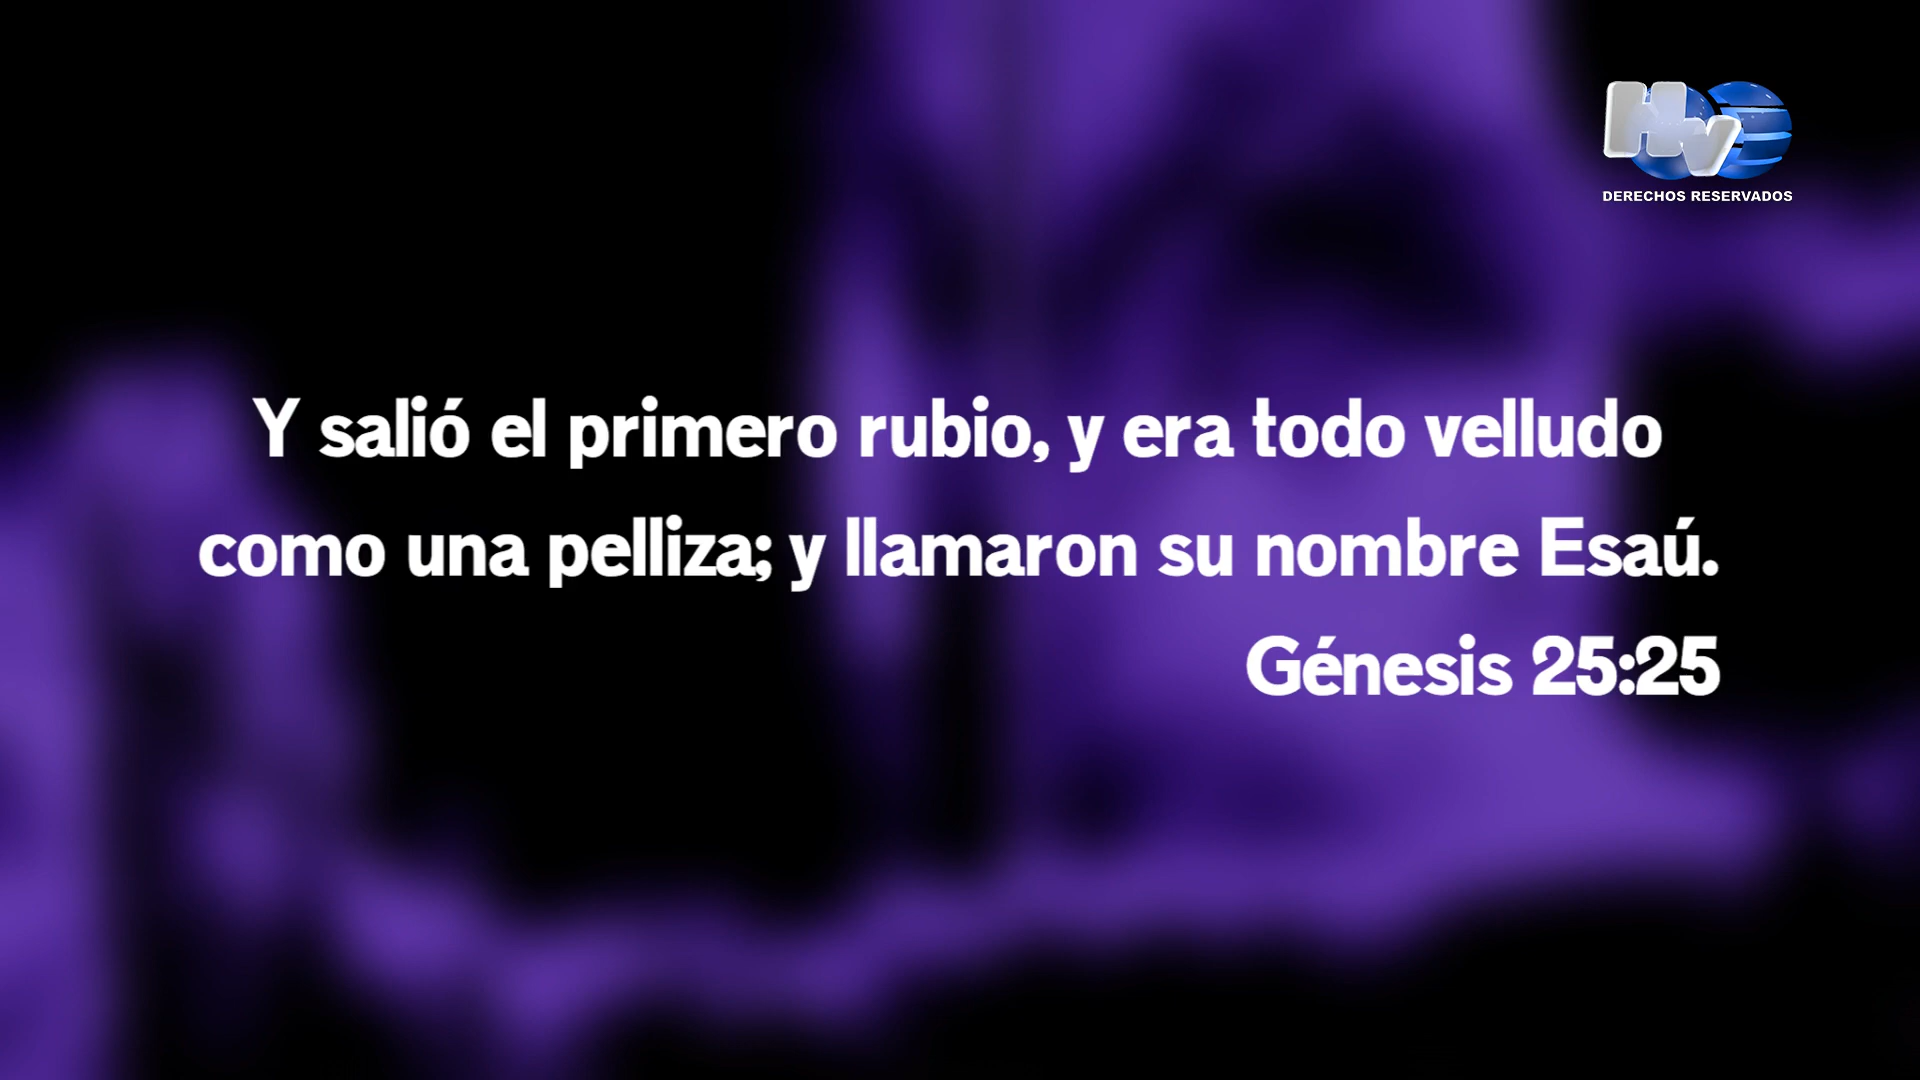 HV
DERECHOS RESERVADOS
Y salió el primero rubio, y era todo velludo
como una pelliza; y llamaron su nombre Esaú.
Génesis 25:25